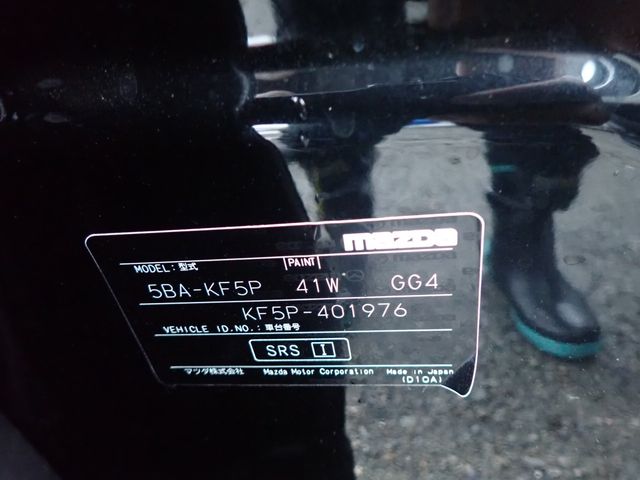 mazda
MODEL: 型式 PAINT
5BA-KF5P 41W GG4
KF5P-401976
VEHICLE ID.NO.: 車台番号
SRS I
マツダ株式会社 Mazda Motor Corporation Made in Japan
(D10A)